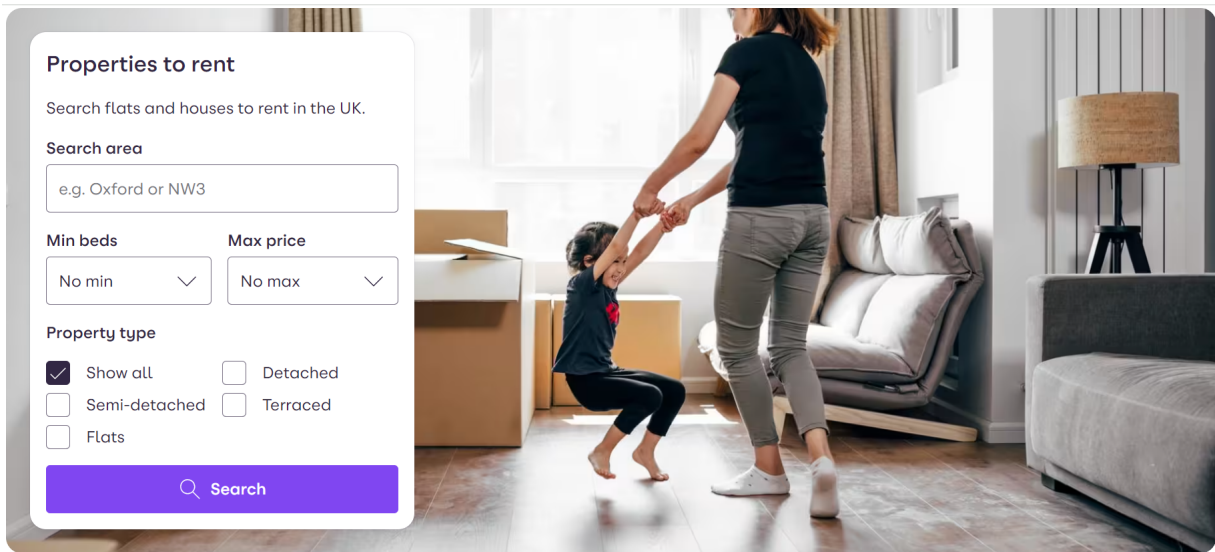 Properties to rent
Search flats and houses to rent in the UK.
Search area
e.g. Oxford or NW3
Min beds Max price
No min No max
Property type
Show all Detached
Semi-detached Terraced
Flats
Search